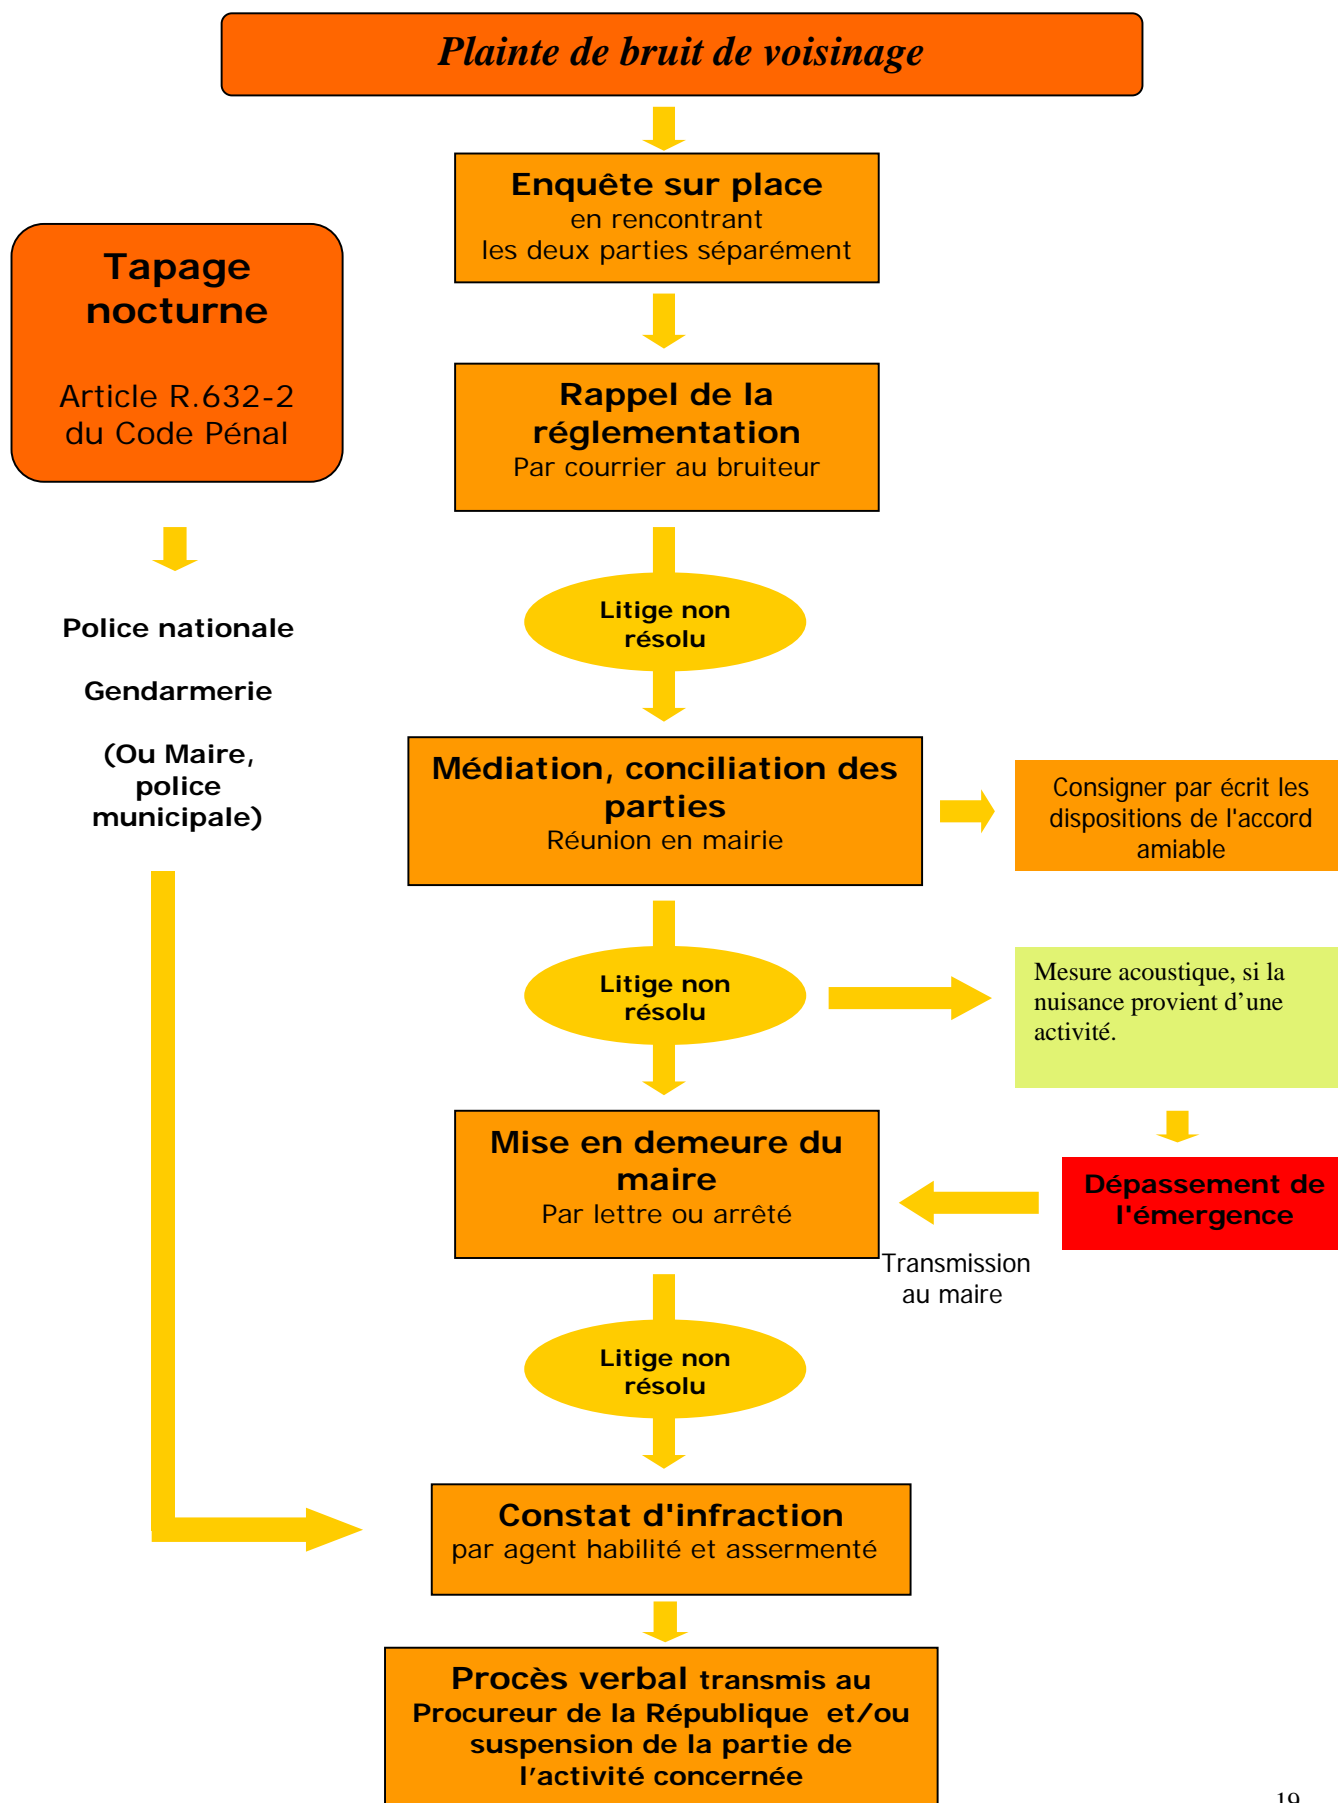 Plainte de bruit de voisinage
Enquête sur place
en rencontrant
les deux parties séparément
Tapage
nocturne
Article R.632-2
du Code Pénal
Rappel de la
réglementation
Par courrier au bruiteur
Police nationale
Gendarmerie
(Ou Maire,
police
municipale)
Litige non
résolu
Médiation, conciliation des
parties
Réunion en mairie
Consigner par écrit les
dispositions de l'accord
amiable
Litige non
résolu
Mesure acoustique, si la
nuisance provient d’une
activité.
Mise en demeure du
maire
Par lettre ou arrêté
Dépassement de
l'émergence
Transmission
au maire
Litige non
résolu
Constat d'infraction
par agent habilité et assermenté
Procès verbal transmis au
Procureur de la République et/ou
suspension de la partie de
l’activité concernée
19